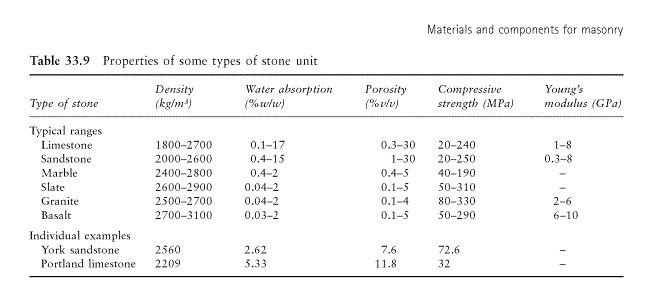 Materials and components for masonry
Table 33.9 Properties of some types of stone unit
Density Water absorption Porosity Compressive Young's
Type of stone (kg/m³) (%w/w) (%v/v) strength (MPa) modulus (GPa)
Typical ranges
Limestone 1800–2700 0.1–17 0.3–30 20–240 1–8
Sandstone 2000–2600 0.4–15 1–30 20–250 0.3–8
Marble 2400–2800 0.4–2 0.4–5 40–190 –
Slate 2600–2900 0.04–2 0.1–5 50–310 –
Granite 2500–2700 0.04–2 0.1–4 80–330 2–6
Basalt 2700–3100 0.03–2 0.1–5 50–290 6–10
Individual examples
York sandstone 2560 2.62 7.6 72.6 –
Portland limestone 2209 5.33 11.8 32 –